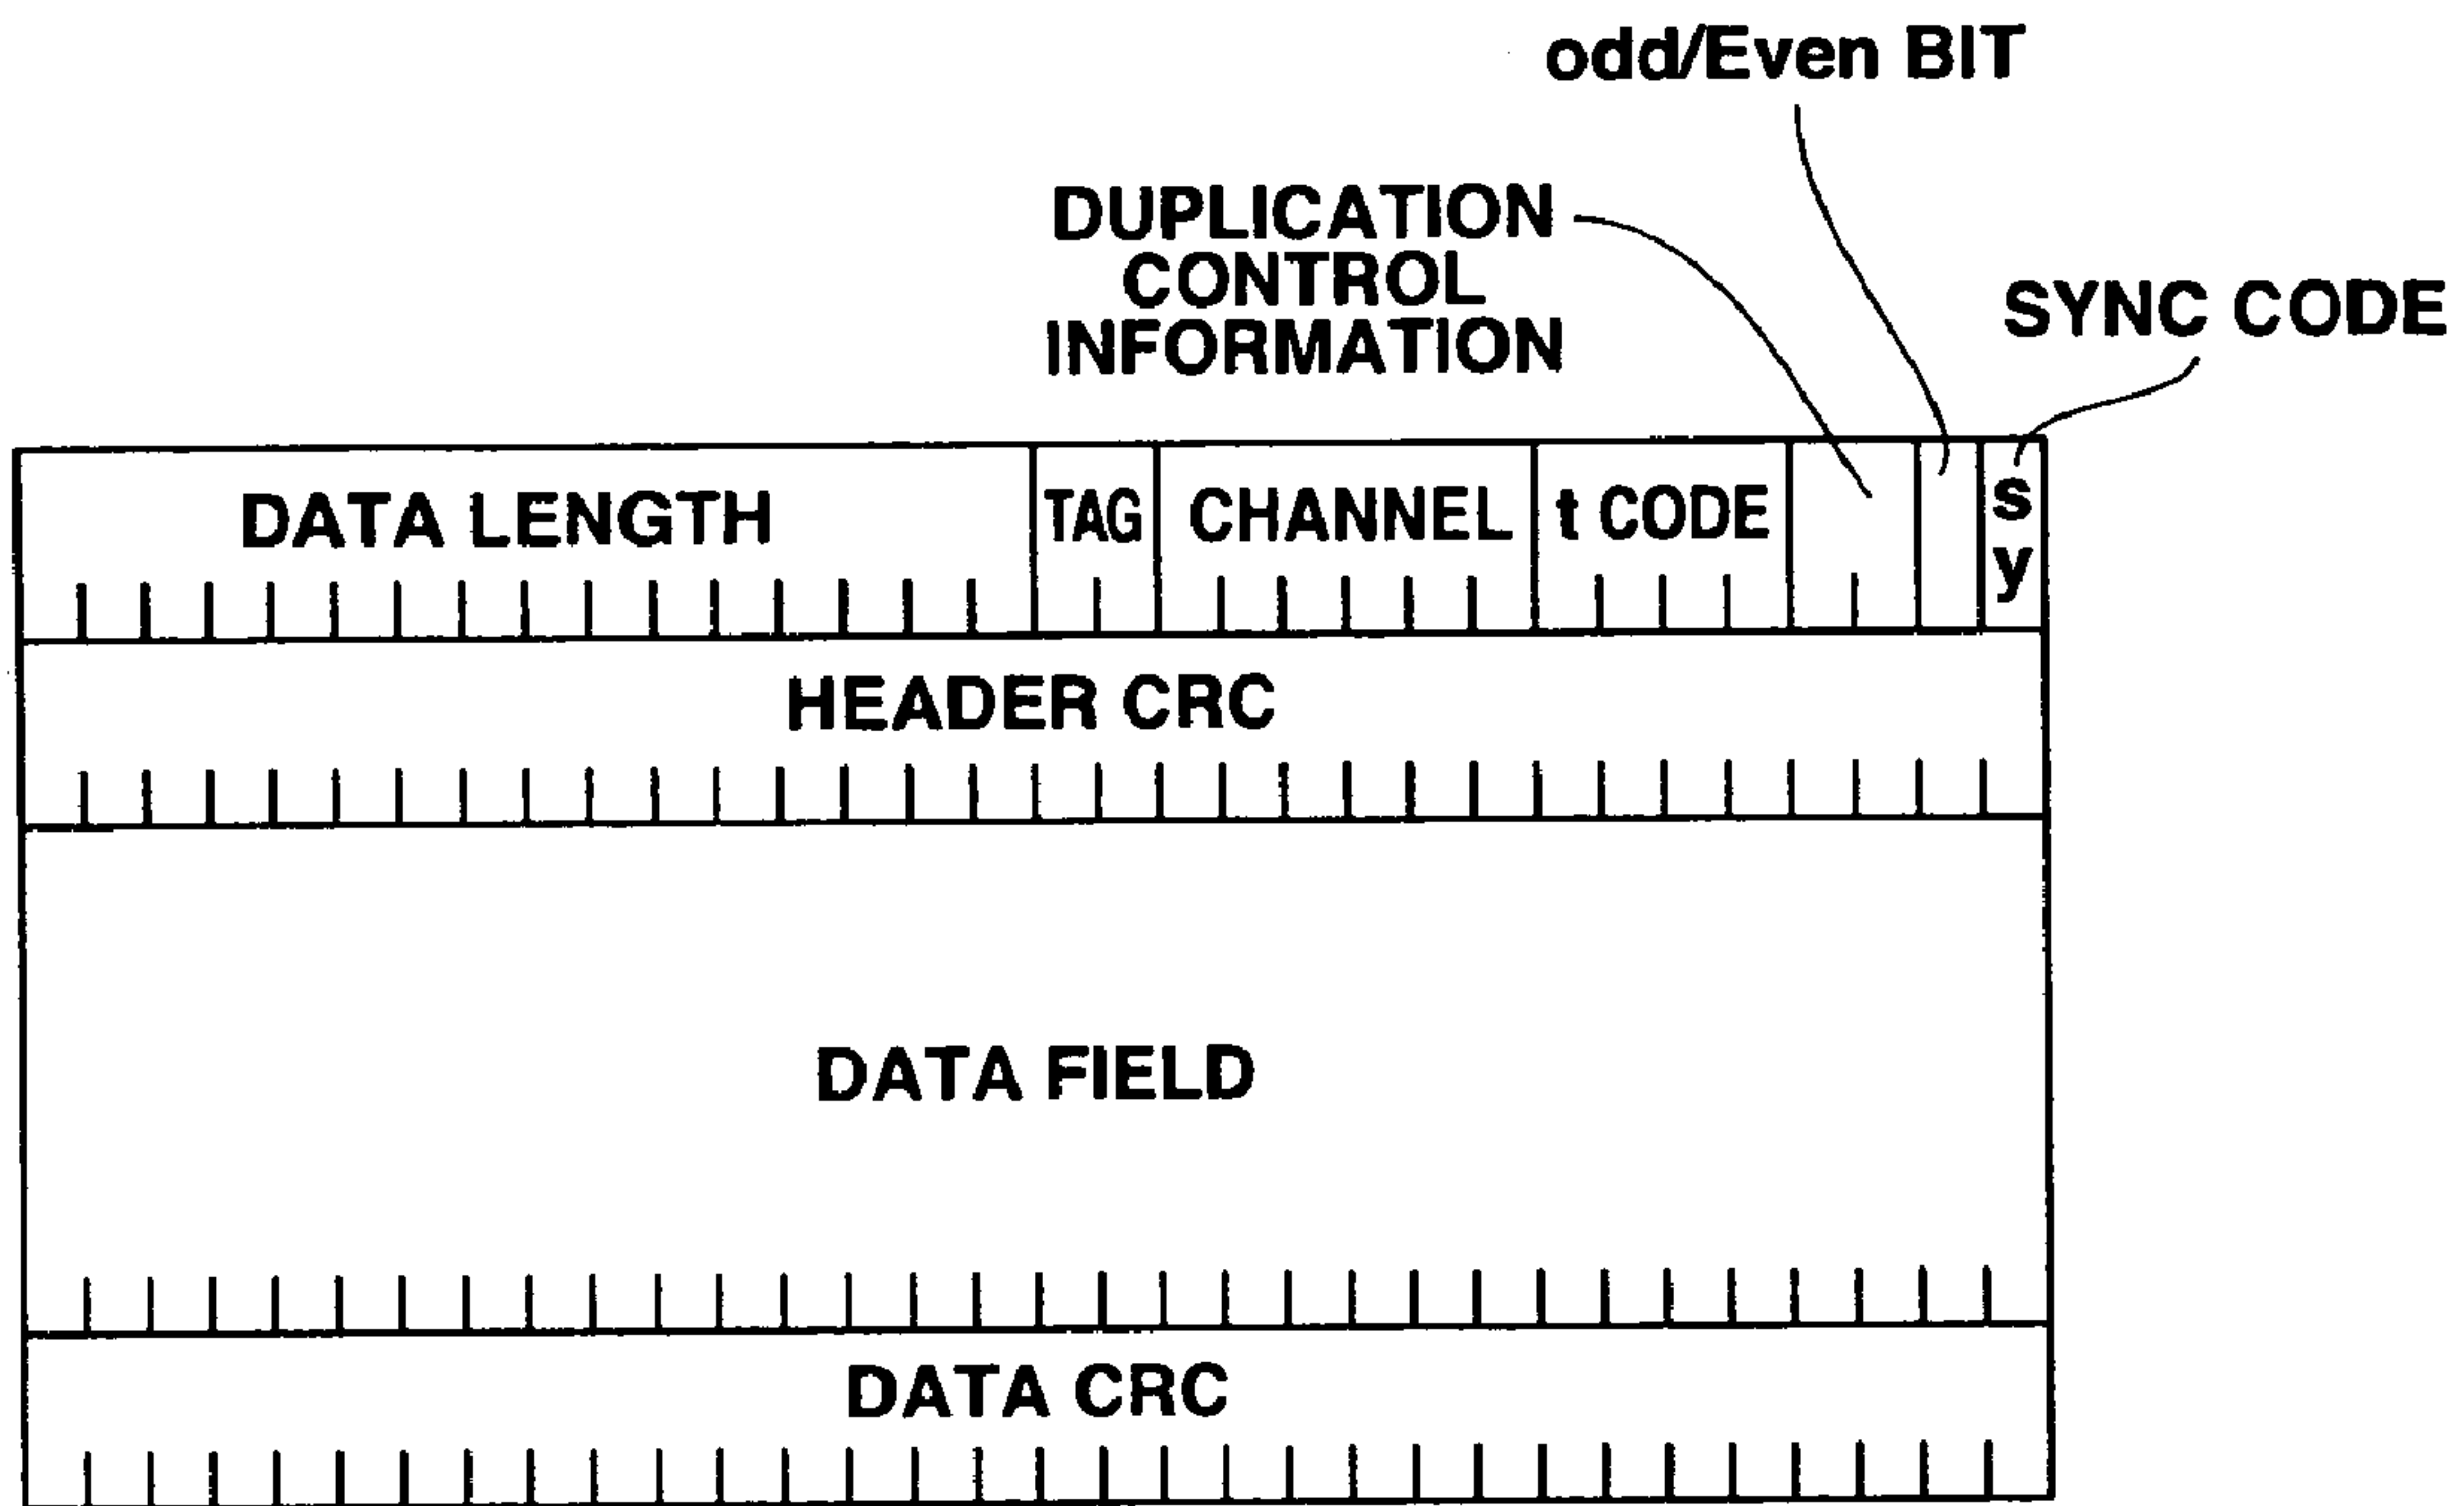 odd/Even BIT
DUPLICATION
CONTROL
INFORMATION
SYNC CODE
DATA LENGTH TAG CHANNEL t CODE s
y
HEADER CRC
DATA FIELD
DATA CRC